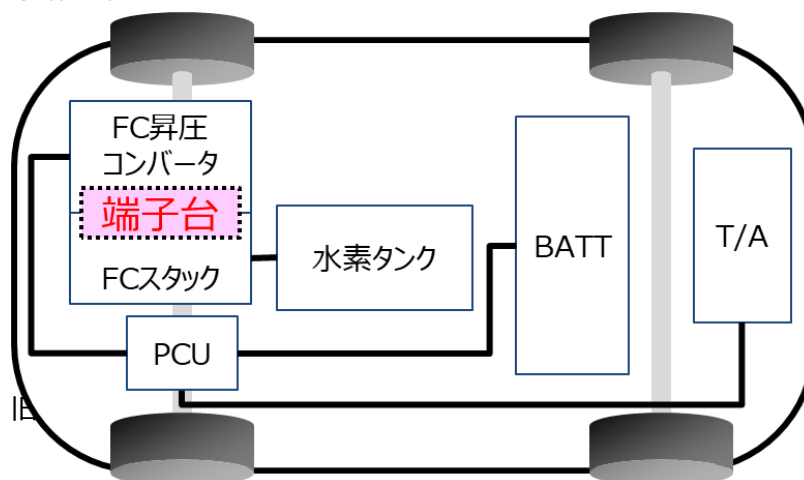 FC昇圧
コンバータ
端子台
FCスタック
水素タンク
BATT
T/A
PCU
旧